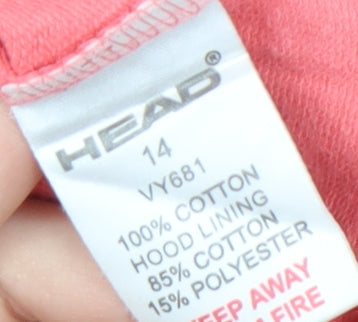 HEAD®
14
VY681
100% COTTON
HOOD LINING
85% COTTON
15% POLYESTER
KEEP AWAY
FIRE